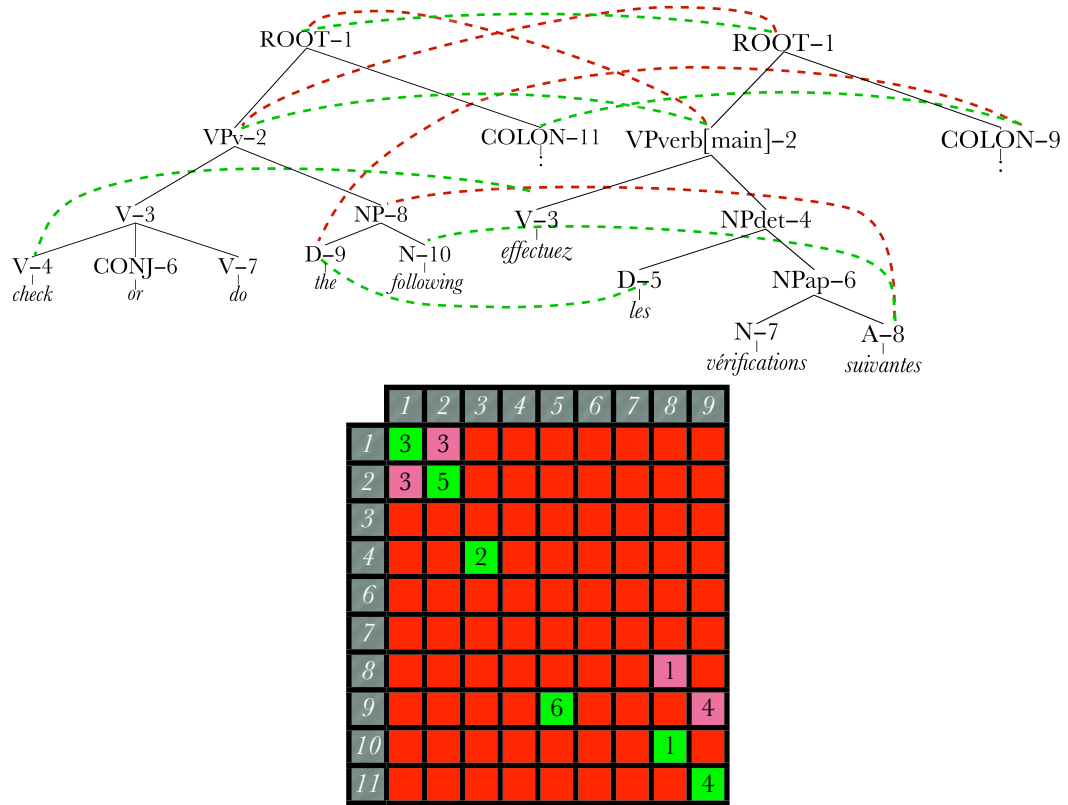 ROOT–1 ROOT–1
VPv–2 COLON–11 VPverb[main]–2 COLON–9
: :
V–3 NP–8 V–3 NPdet–4
effectuez
V–4 CONJ–6 V–7 D–9 N–10 D–5 NPap–6
check or do the following les
N–7 A–8
vérifications suivantes
1 2 3 4 5 6 7 8 9
1 3 3
2 3 5
3
4 2
6
7
8 1
9 6 4
10 1
11 4